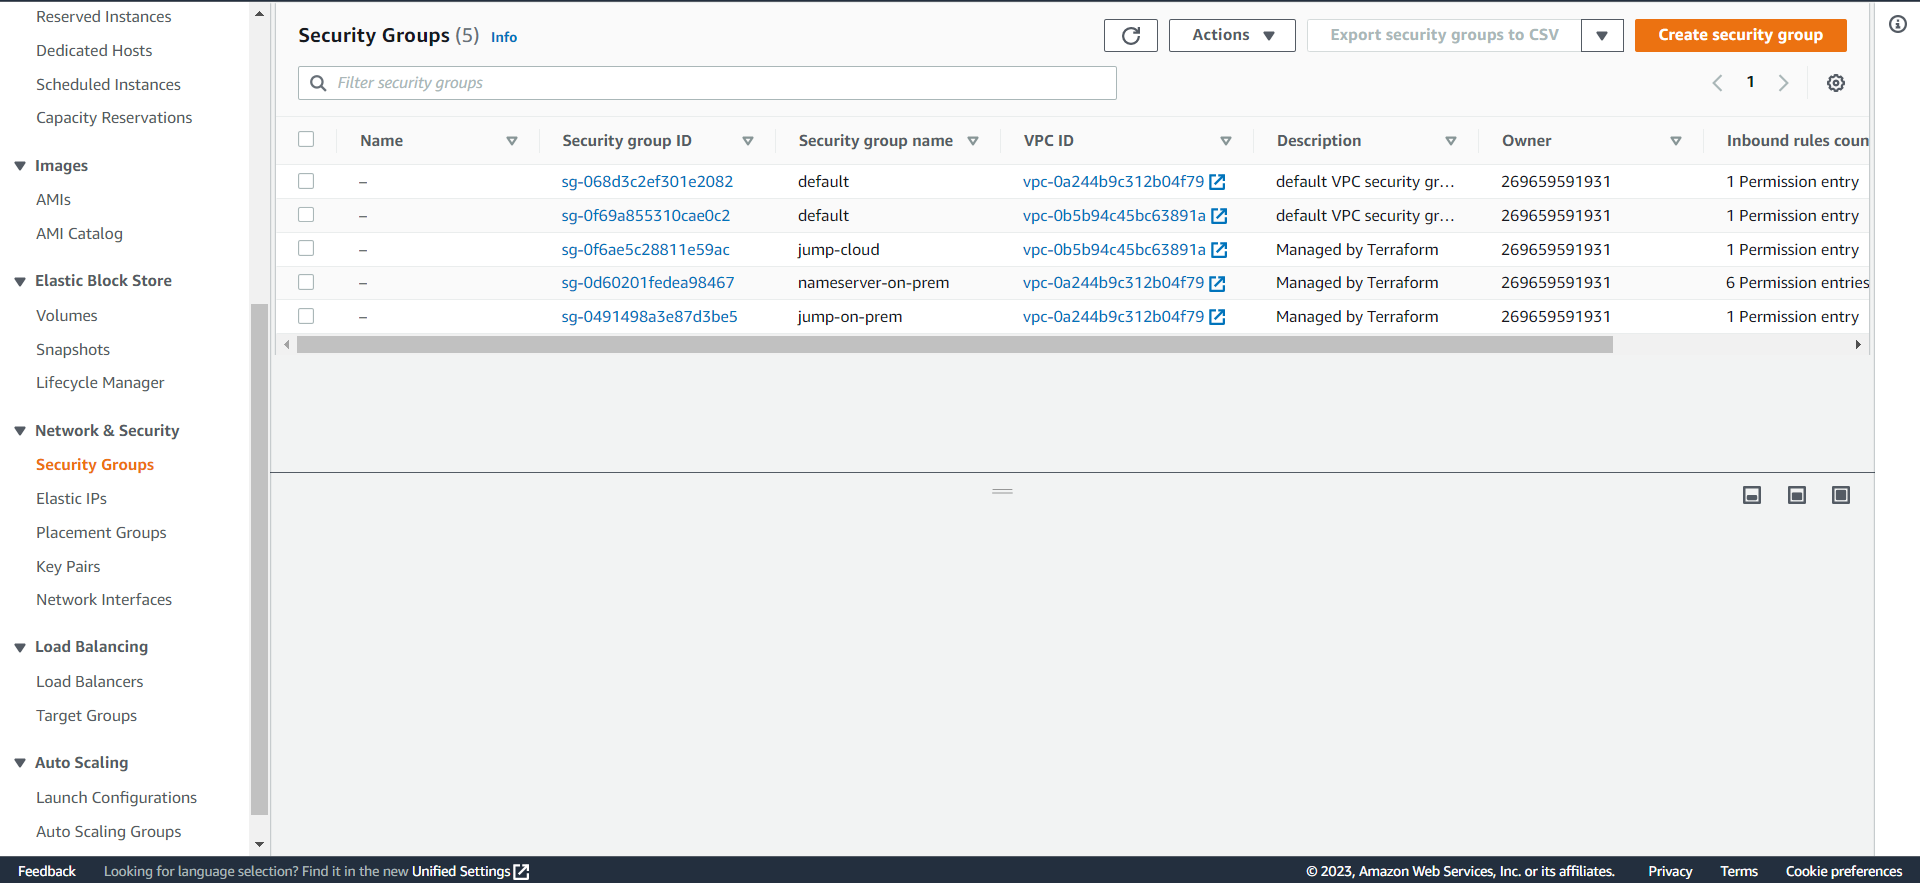 Reserved Instances
Dedicated Hosts
Scheduled Instances
Capacity Reservations
Images
AMIs
AMI Catalog
Elastic Block Store
Volumes
Snapshots
Lifecycle Manager
Network & Security
Security Groups
Elastic IPs
Placement Groups
Key Pairs
Network Interfaces
Load Balancing
Load Balancers
Target Groups
Auto Scaling
Launch Configurations
Auto Scaling Groups
Security Groups (5) Info
Actions
Export security groups to CSV
Create security group
Filter security groups
1
Name Security group ID Security group name VPC ID Description Owner Inbound rules coun
– sg-068d3c2ef301e2082 default vpc-0a244b9c312b04f79 default VPC security gr... 269659591931 1 Permission entry
– sg-0f69a855310cae0c2 default vpc-0b5b94c45bc63891a default VPC security gr... 269659591931 1 Permission entry
– sg-0f6ae5c28811e59ac jump-cloud vpc-0b5b94c45bc63891a Managed by Terraform 269659591931 1 Permission entry
– sg-0d60201fedea98467 nameserver-on-prem vpc-0a244b9c312b04f79 Managed by Terraform 269659591931 6 Permission entries
– sg-0491498a3e87d3be5 jump-on-prem vpc-0a244b9c312b04f79 Managed by Terraform 269659591931 1 Permission entry
Feedback Looking for language selection? Find it in the new Unified Settings © 2023, Amazon Web Services, Inc. or its affiliates. Privacy Terms Cookie preferences